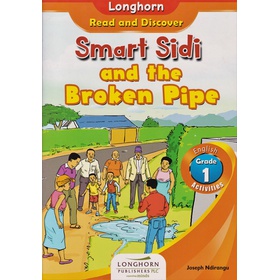 Longhorn
Read and Discover
Smart Sidi
and the
Broken Pipe
English
Grade
1
Activities
LONGHORN
PUBLISHERS PLC
Joseph Ndirangu